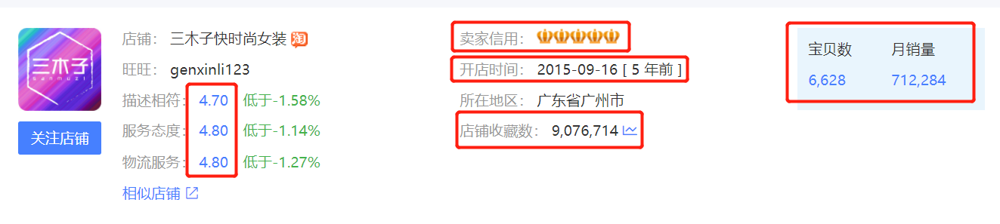 三木子
sanmuzi
关注店铺
店铺： 三木子快时尚女装 淘
旺旺： genxinli123
描述相符： 4.70 低于-1.58%
服务态度： 4.80 低于-1.14%
物流服务： 4.80 低于-1.27%
相似店铺
卖家信用：
开店时间： 2015-09-16 [ 5 年前 ]
所在地区： 广东省广州市
店铺收藏数： 9,076,714
宝贝数 月销量
6,628 712,284